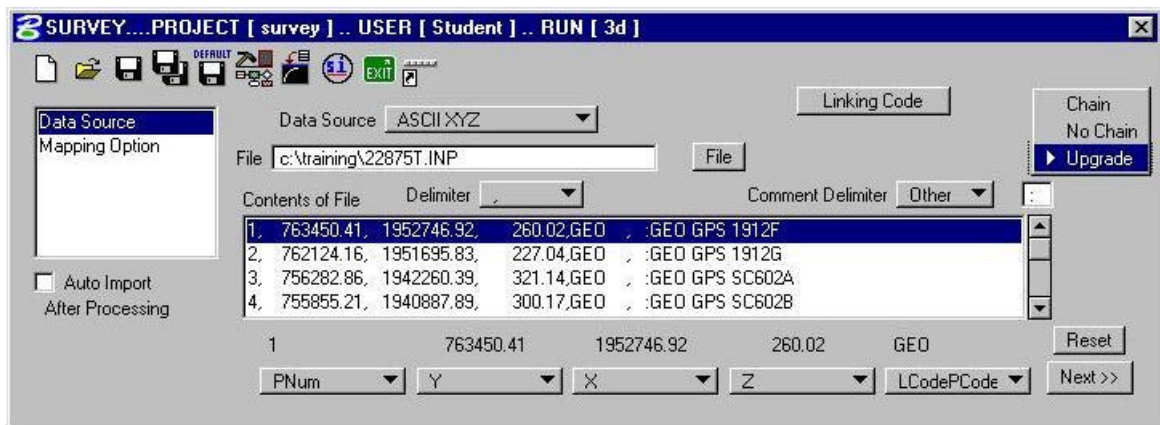 SURVEY....PROJECT [ survey ] .. USER [ Student ] .. RUN [ 3d ]
DEFAULT
si
EXIT
Linking Code
Chain
No Chain
Upgrade
Data Source
Mapping Option
Data Source ASCII XYZ
File c:\training\22875T.INP File
Contents of File Delimiter , Comment Delimiter Other :
1, 763450.41, 1952746.92, 260.02,GEO , :GEO GPS 1912F
2, 762124.16, 1951695.83, 227.04,GEO , :GEO GPS 1912G
3, 756282.86, 1942260.39, 321.14,GEO , :GEO GPS SC602A
4, 755855.21, 1940887.89, 300.17,GEO , :GEO GPS SC602B
Auto Import
After Processing
1 763450.41 1952746.92 260.02 GEO Reset
PNum Y X Z LCodePCode Next >>